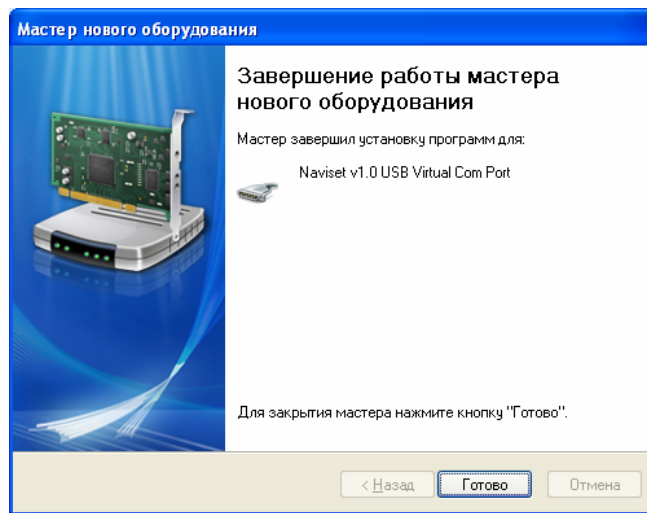 Мастер нового оборудования
Завершение работы мастера
нового оборудования
Мастер завершил установку программ для:
Naviset v1.0 USB Virtual Com Port
Для закрытия мастера нажмите кнопку "Готово".
< Назад
Готово
Отмена